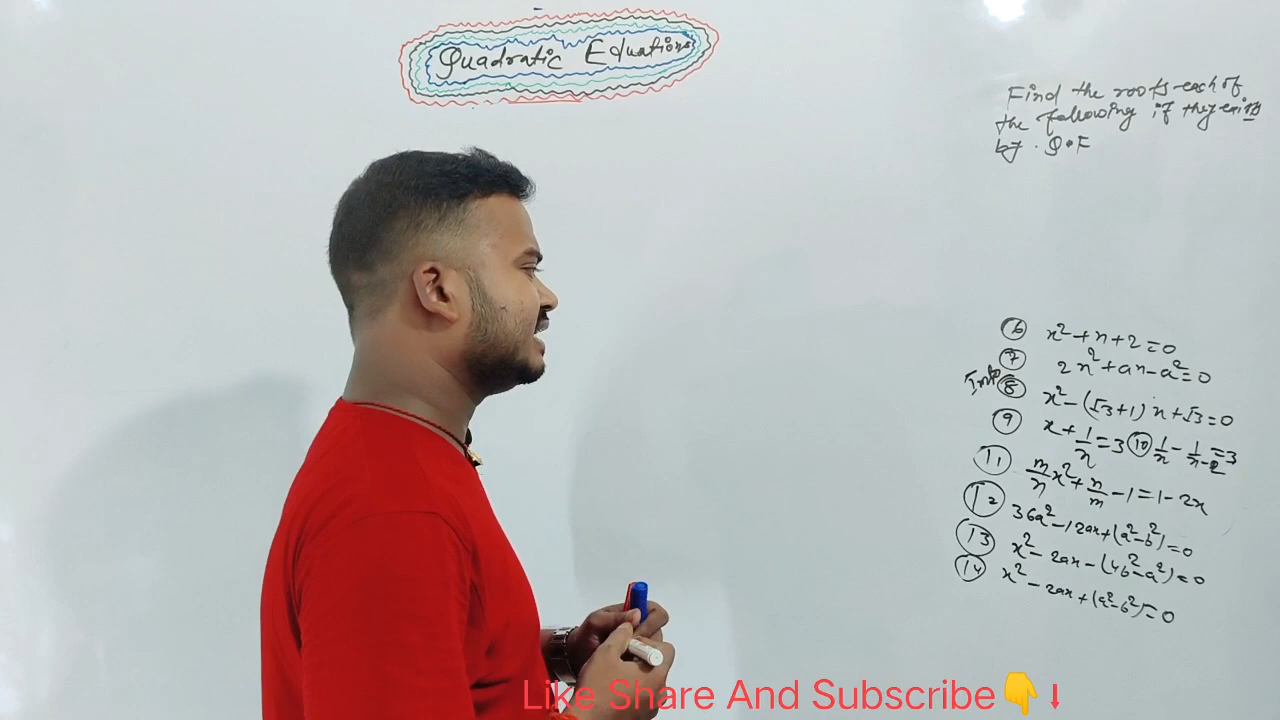 Quadratic Equations
Find the roots each of
the following if they exists
by . Q.F
⑥ x²+x+2=0
⑦ 2x²+ax-a²=0
Imp ⑧ x²-(√3+1)x+√3=0
⑨ x+1/x=3 ⑩ 1/x-1/x-2=3
⑪ m/n x²+n/m-1=1-2x
⑫ 36a²-12ax+(a²-b²)=0
⑬ x²-2ax-(4b²-a²)=0
⑭ x²-2ax+(a²-b²)=0
Like Share And Subscribe👇⬇